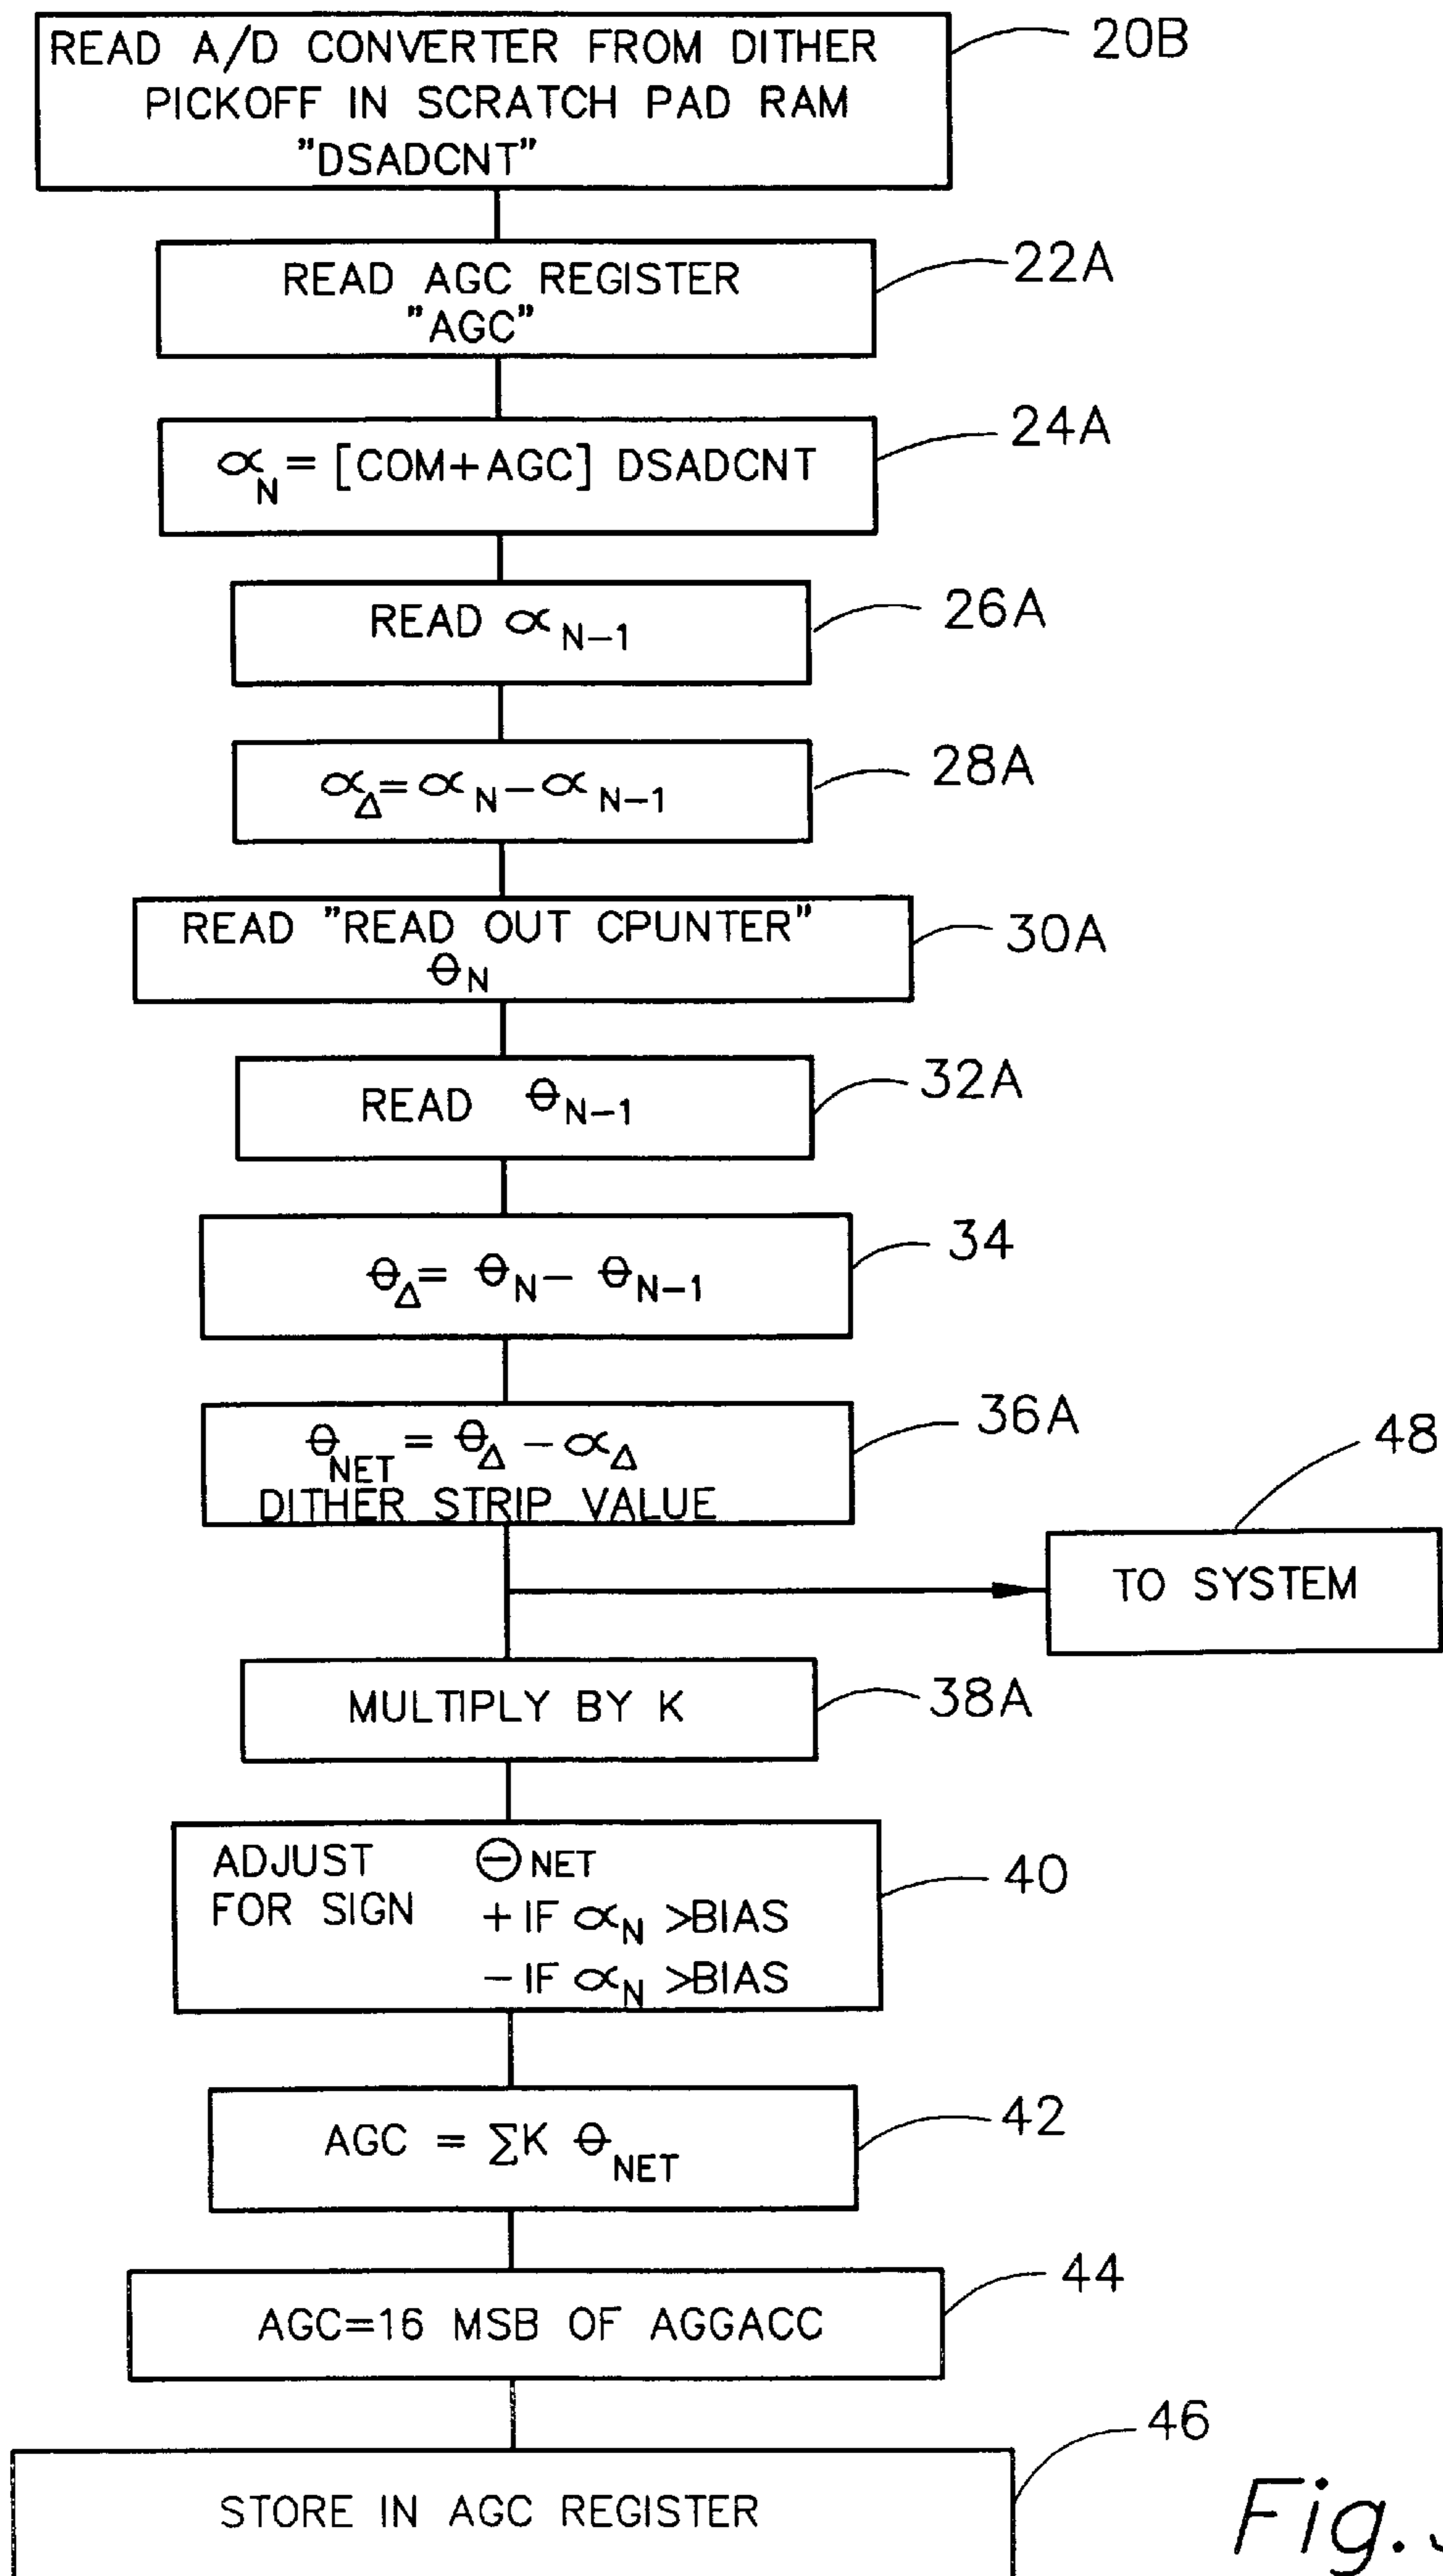 READ A/D CONVERTER FROM DITHER
PICKOFF IN SCRATCH PAD RAM
"DSADCNT"
20B
READ AGC REGISTER
"AGC"
22A
∝N = [COM+AGC] DSADCNT
24A
READ ∝N−1
26A
∝Δ = ∝N − ∝N−1
28A
READ "READ OUT CPUNTER"
θN
30A
READ θN−1
32A
θΔ = θN − θN−1
34
θNET = θΔ − ∝Δ
DITHER STRIP VALUE
36A
48
TO SYSTEM
MULTIPLY BY K
38A
ADJUST ΘNET
FOR SIGN + IF ∝N >BIAS
− IF ∝N >BIAS
40
AGC = ΣK θNET
42
AGC=16 MSB OF AGGACC
44
STORE IN AGC REGISTER
46
Fig.